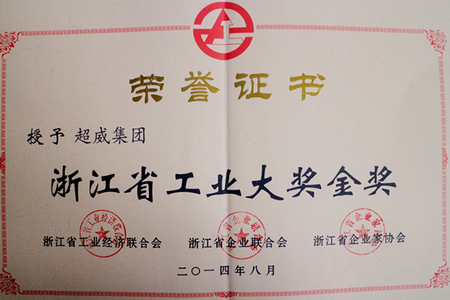 荣誉证书
授予 超威集团
浙江省工业大奖金奖
浙江省工业经济联合会 浙江省企业联合会 浙江省企业家协会
二〇一四年八月